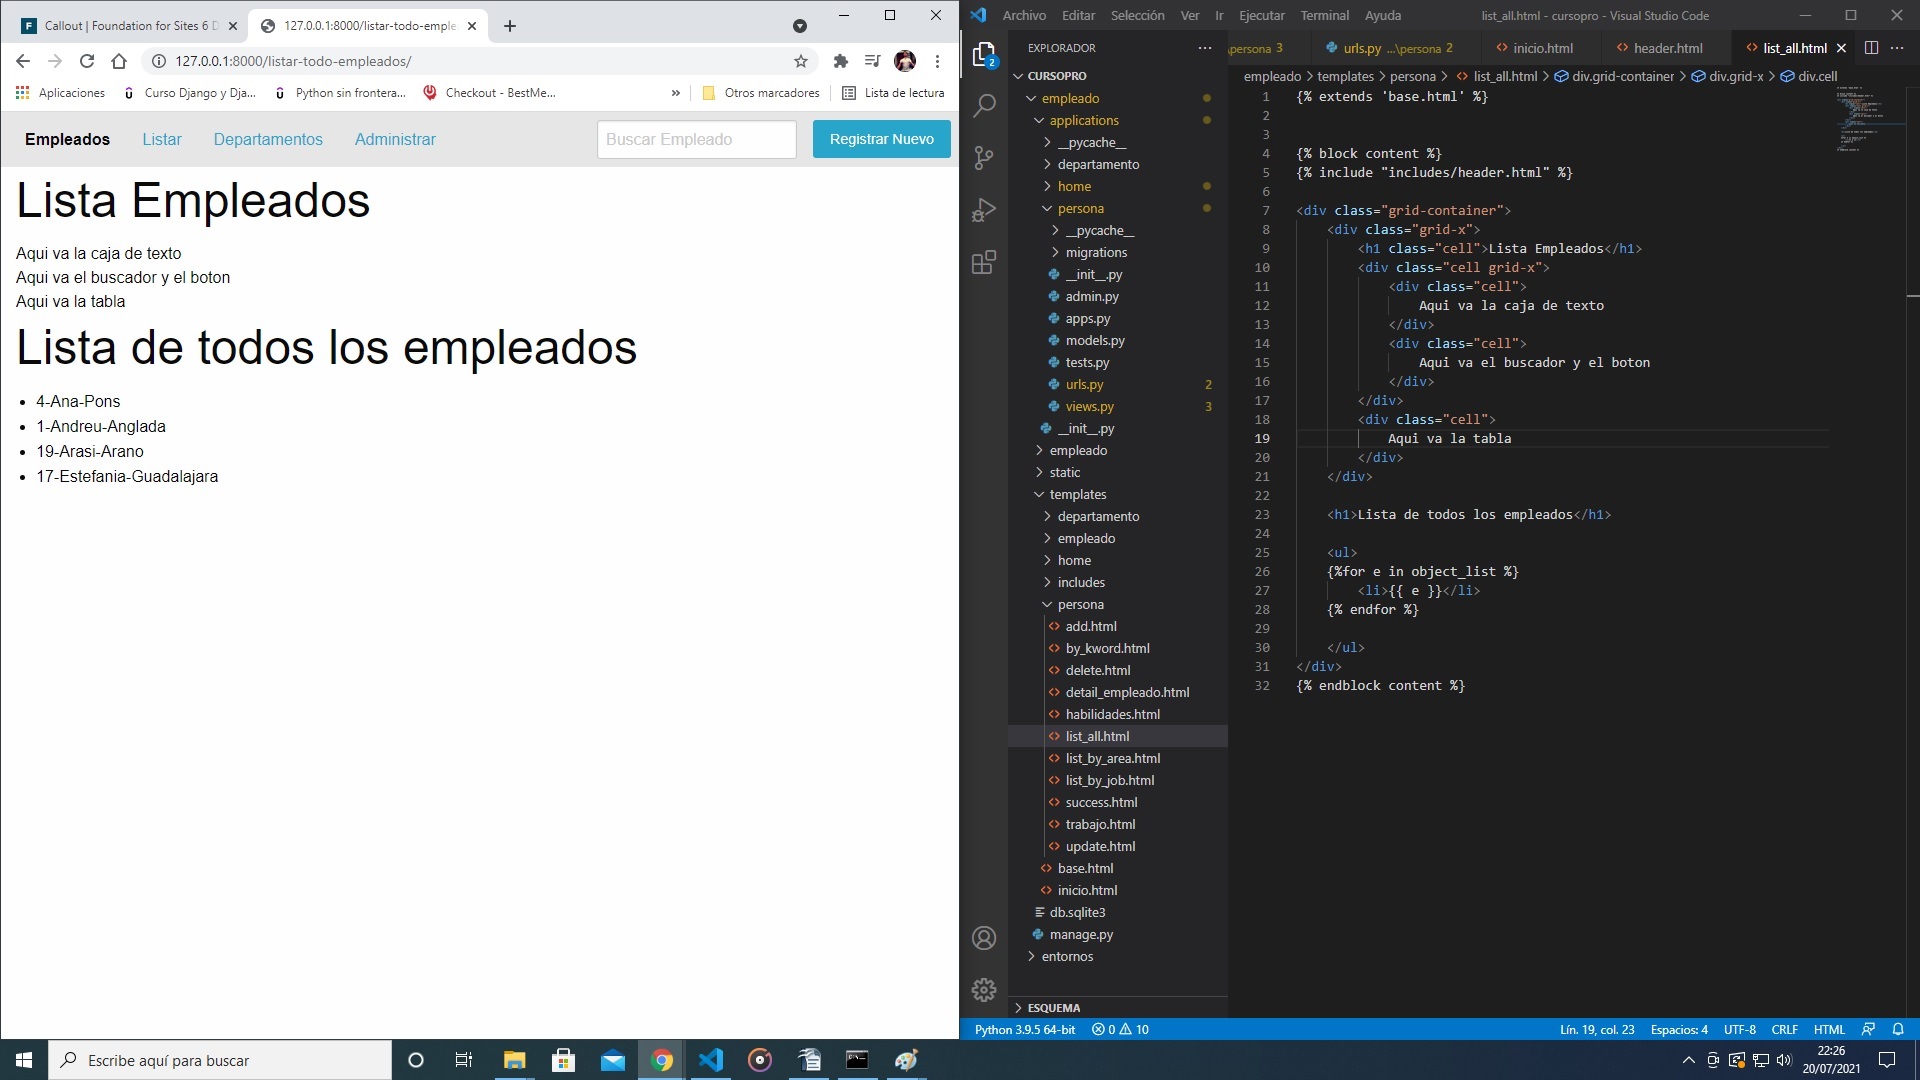 Callout | Foundation for Sites 6 D
127.0.0.1:8000/listar-todo-emple
127.0.0.1:8000/listar-todo-empleados/
Aplicaciones
Curso Django y Dja...
Python sin frontera...
Checkout - BestMe...
»
Otros marcadores
Lista de lectura
Empleados
Listar
Departamentos
Administrar
Buscar Empleado
Registrar Nuevo
Lista Empleados
Aqui va la caja de texto
Aqui va el buscador y el boton
Aqui va la tabla
Lista de todos los empleados
• 4-Ana-Pons
• 1-Andreu-Anglada
• 19-Arasi-Arano
• 17-Estefania-Guadalajara
Archivo Editar Selección Ver Ir Ejecutar Terminal Ayuda
list_all.html - cursopro - Visual Studio Code
2
EXPLORADOR
CURSOPRO
empleado
applications
__pycache__
departamento
home
persona
__pycache__
migrations
__init__.py
admin.py
apps.py
models.py
tests.py
urls.py 2
views.py 3
__init__.py
empleado
static
templates
departamento
empleado
home
includes
persona
add.html
by_kword.html
delete.html
detail_empleado.html
habilidades.html
list_all.html
list_by_area.html
list_by_job.html
success.html
trabajo.html
update.html
base.html
inicio.html
db.sqlite3
manage.py
entornos
ESQUEMA
\persona 3
urls.py ...\persona 2
inicio.html
header.html
list_all.html
empleado > templates > persona > list_all.html > div.grid-container > div.grid-x > div.cell
1 {% extends 'base.html' %}
2
3
4 {% block content %}
5 {% include "includes/header.html" %}
6
7 <div class="grid-container">
8 <div class="grid-x">
9 <h1 class="cell">Lista Empleados</h1>
10 <div class="cell grid-x">
11 <div class="cell">
12 Aqui va la caja de texto
13 </div>
14 <div class="cell">
15 Aqui va el buscador y el boton
16 </div>
17 </div>
18 <div class="cell">
19 Aqui va la tabla
20 </div>
21 </div>
22
23 <h1>Lista de todos los empleados</h1>
24
25 <ul>
26 {%for e in object_list %}
27 <li>{{ e }}</li>
28 {% endfor %}
29
30 </ul>
31 </div>
32 {% endblock content %}
Python 3.9.5 64-bit
0 10
Lín. 19, col. 23
Espacios: 4
UTF-8
CRLF
HTML
Escribe aquí para buscar
22:26
20/07/2021